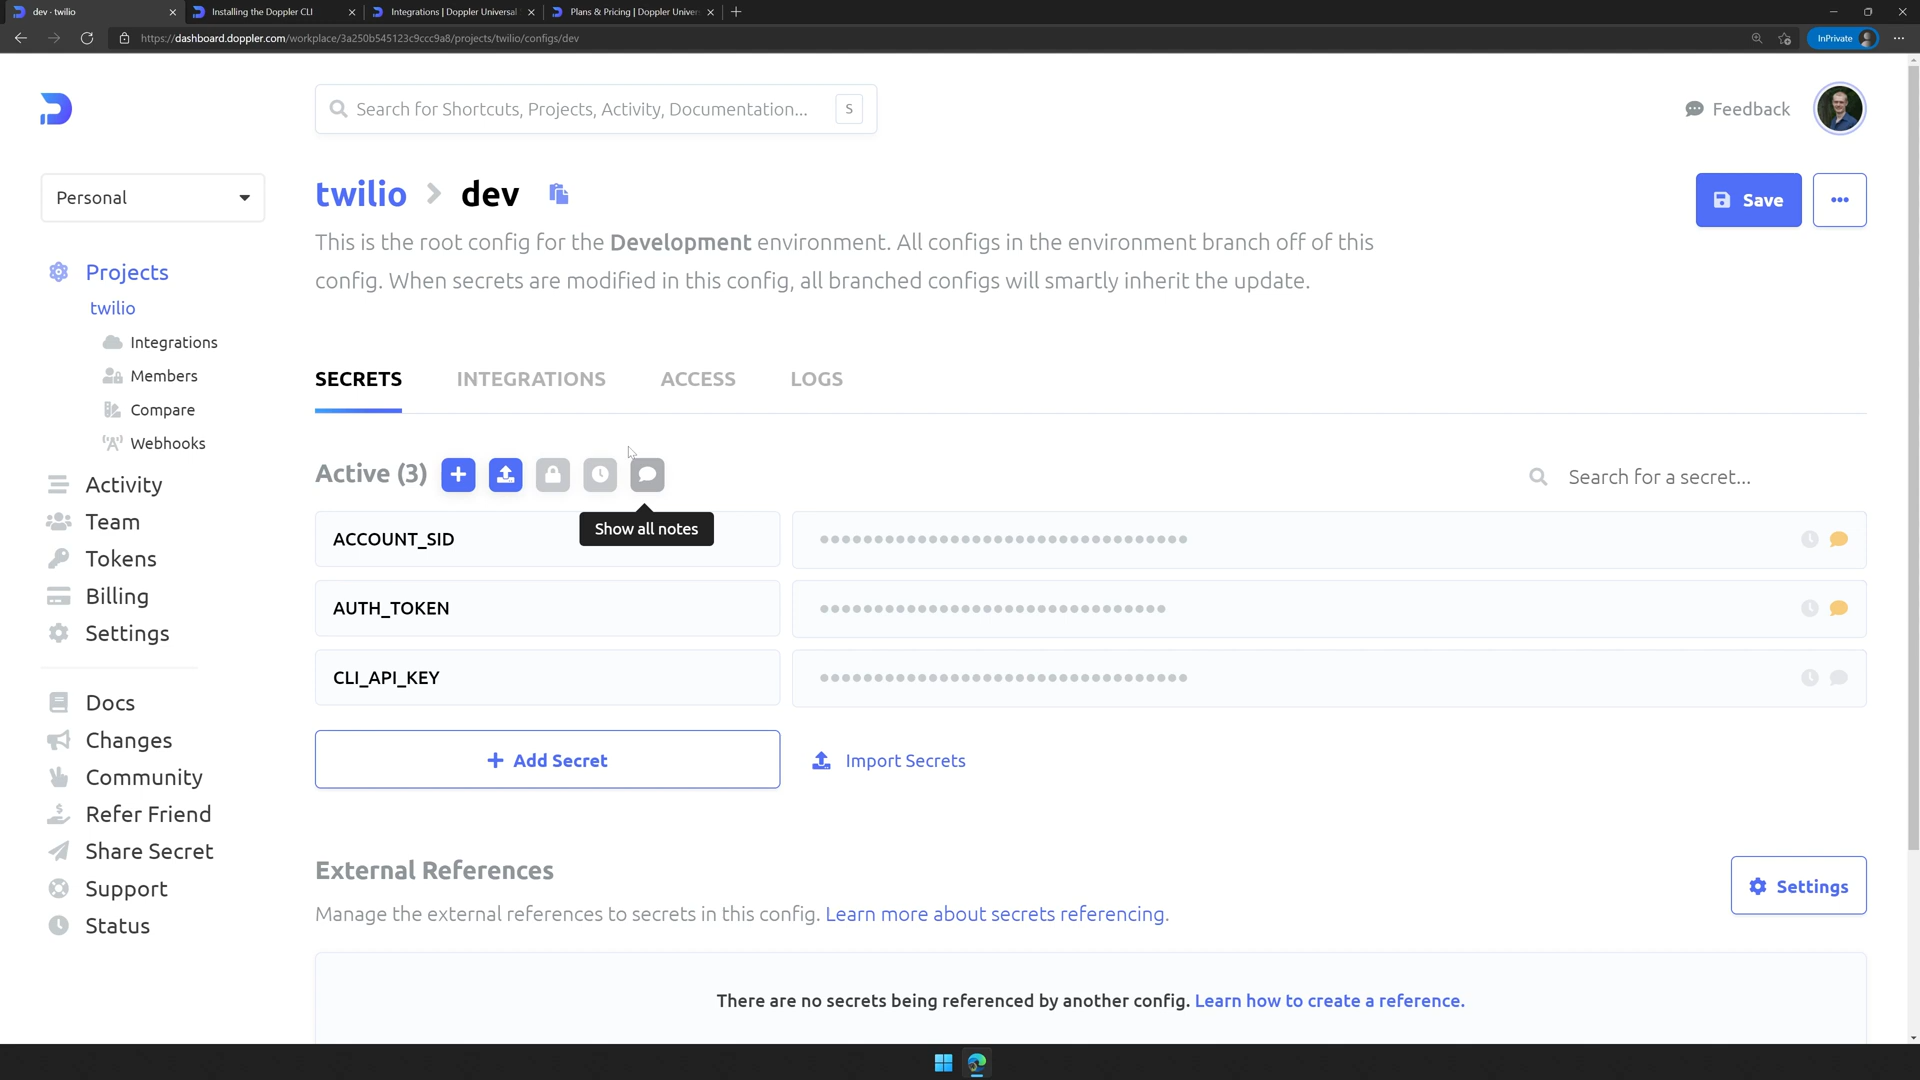 dev - twilio
Installing the Doppler CLI
Integrations | Doppler Universal
Plans & Pricing | Doppler Univer
https://dashboard.doppler.com/workplace/3a250b545123c9ccc9a8/projects/twilio/configs/dev
InPrivate
Search for Shortcuts, Projects, Activity, Documentation...
S
Feedback
Personal
twilio > dev
Save
This is the root config for the Development environment. All configs in the environment branch off of this
config. When secrets are modified in this config, all branched configs will smartly inherit the update.
Projects
twilio
Integrations
Members
Compare
Webhooks
Activity
Team
Tokens
Billing
Settings
Docs
Changes
Community
Refer Friend
Share Secret
Support
Status
SECRETS
INTEGRATIONS
ACCESS
LOGS
Active (3)
Search for a secret...
Show all notes
ACCOUNT_SID
AUTH_TOKEN
CLI_API_KEY
+ Add Secret
Import Secrets
External References
Settings
Manage the external references to secrets in this config. Learn more about secrets referencing.
There are no secrets being referenced by another config. Learn how to create a reference.